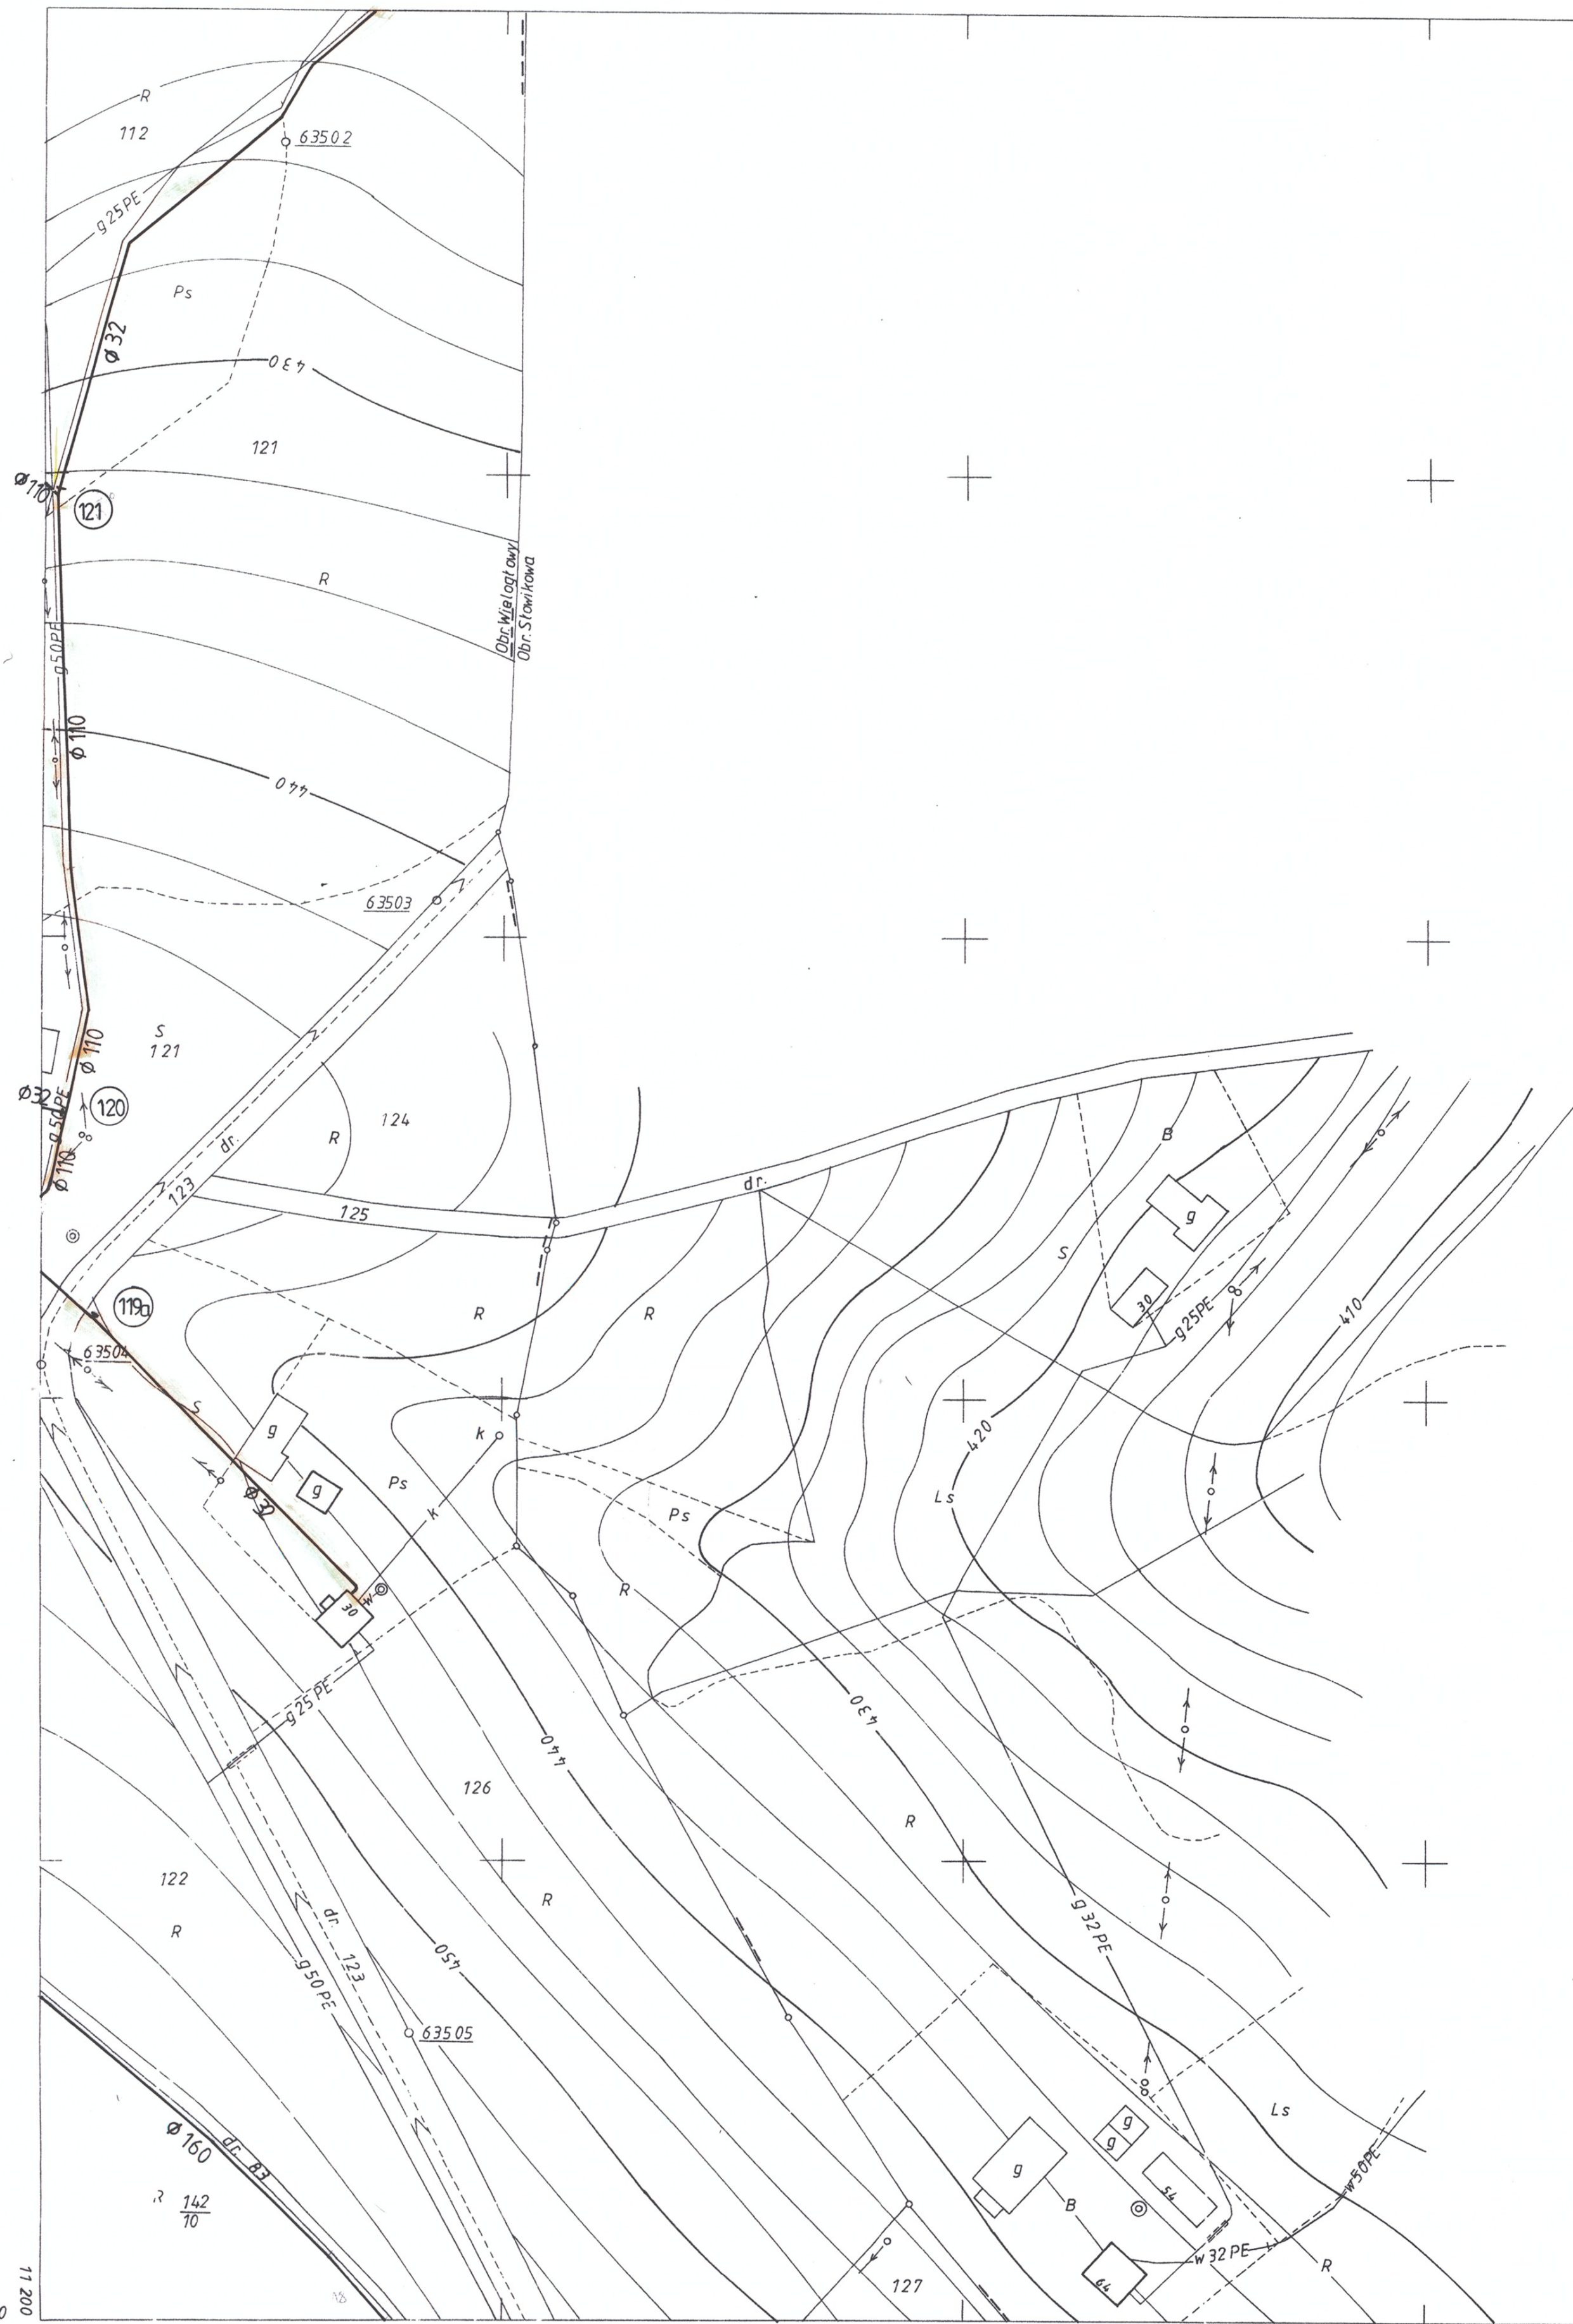 R
112
63502
g25PE
Ps
Ø32
430
121
Ø110
121
R
Obr. Wielogłowy
Obr. Słowikowa
g50PE
Ø110
440
63503
S
121
Ø110
Ø32
120
g50PE
124
R
Ø110
dr.
123
125
dr.
B
g
S
30
g25PE
410
119a
R
R
63504
S
g
k
420
g
Ps
k
Ø32
Ps
Ls
R
30
w
g25PE
430
440
126
R
122
R
R
dr.
123
450
g50PE
g32PE
63505
Ls
g
g
g
Ø160
dr. 83
w50PE
R
142
10
54
B
w32PE
64
R
127
11 200